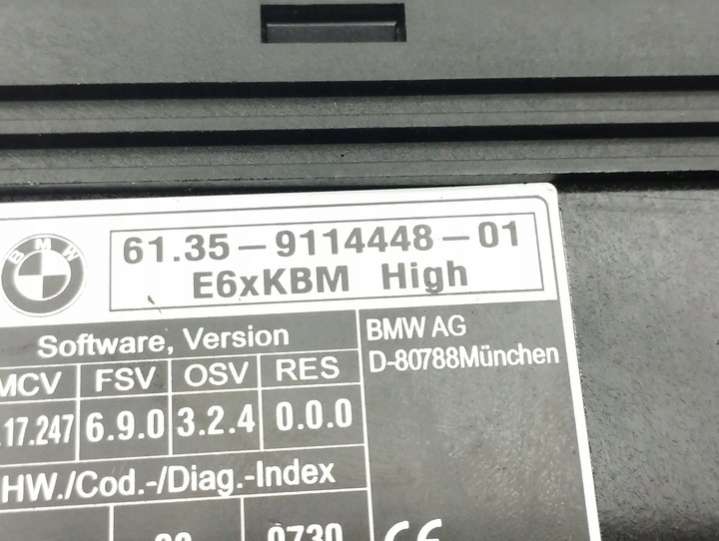 BMW
61.35-9114448-01
E6xKBM High
Software, Version
MCV FSV OSV RES
.17.247 6.9.0 3.2.4 0.0.0
HW./Cod.-/Diag.-Index
0730
BMW AG
D-80788München
CE